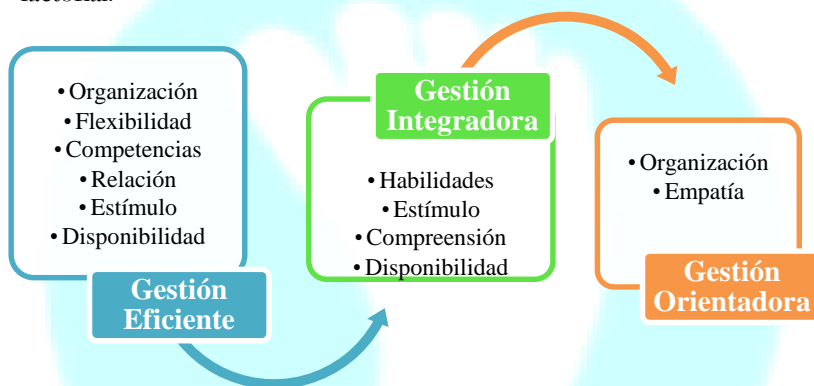 factorial.
• Organización
• Flexibilidad
• Competencias
• Relación
• Estímulo
• Disponibilidad
Gestión
Eficiente
Gestión
Integradora
• Habilidades
• Estímulo
• Compreensión
• Disponibilidad
• Organización
• Empatía
Gestión
Orientadora